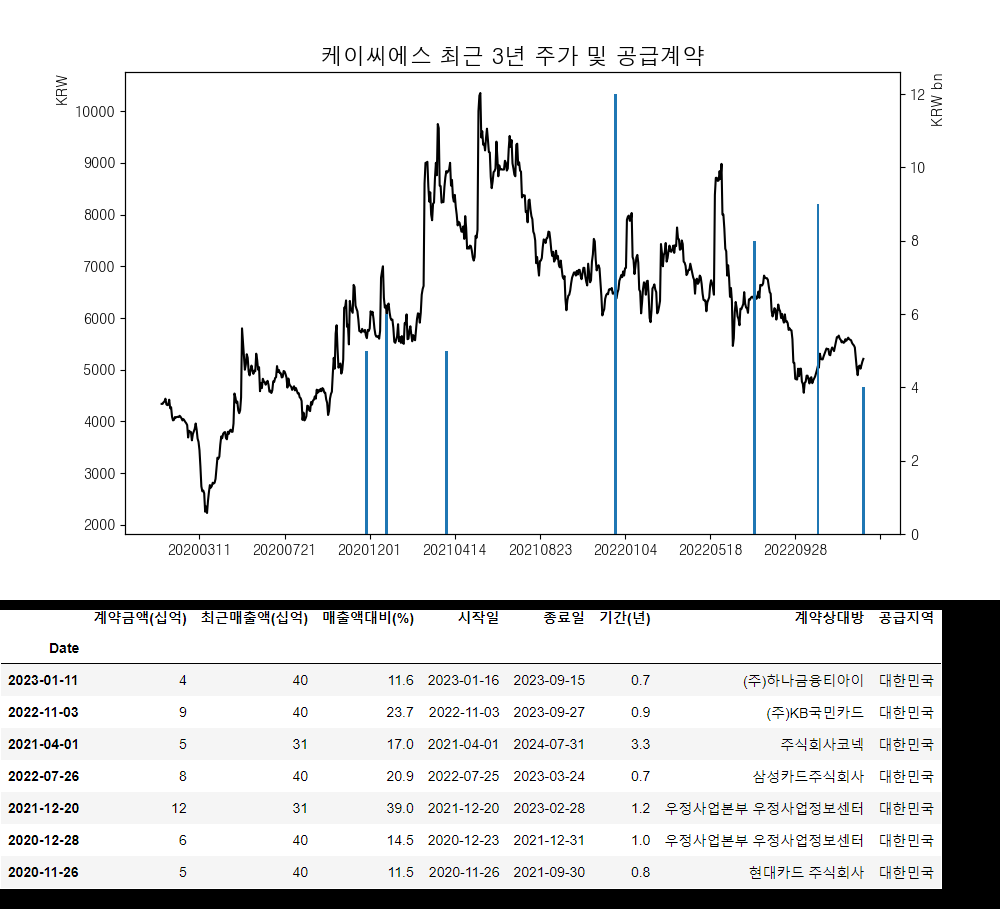 케이씨에스 최근 3년 주가 및 공급계약
KRW
KRW bn
10000
9000
8000
7000
6000
5000
4000
3000
2000
12
10
8
6
4
2
0
20200311 20200721 20201201 20210414 20210823 20220104 20220518 20220928
계약금액(십억) 최근매출액(십억) 매출액대비(%) 시작일 종료일 기간(년) 계약상대방 공급지역
Date
2023-01-11 4 40 11.6 2023-01-16 2023-09-15 0.7 (주)하나금융티아이 대한민국
2022-11-03 9 40 23.7 2022-11-03 2023-09-27 0.9 (주)KB국민카드 대한민국
2021-04-01 5 31 17.0 2021-04-01 2024-07-31 3.3 주식회사코넥 대한민국
2022-07-26 8 40 20.9 2022-07-25 2023-03-24 0.7 삼성카드주식회사 대한민국
2021-12-20 12 31 39.0 2021-12-20 2023-02-28 1.2 우정사업본부 우정사업정보센터 대한민국
2020-12-28 6 40 14.5 2020-12-23 2021-12-31 1.0 우정사업본부 우정사업정보센터 대한민국
2020-11-26 5 40 11.5 2020-11-26 2021-09-30 0.8 현대카드 주식회사 대한민국